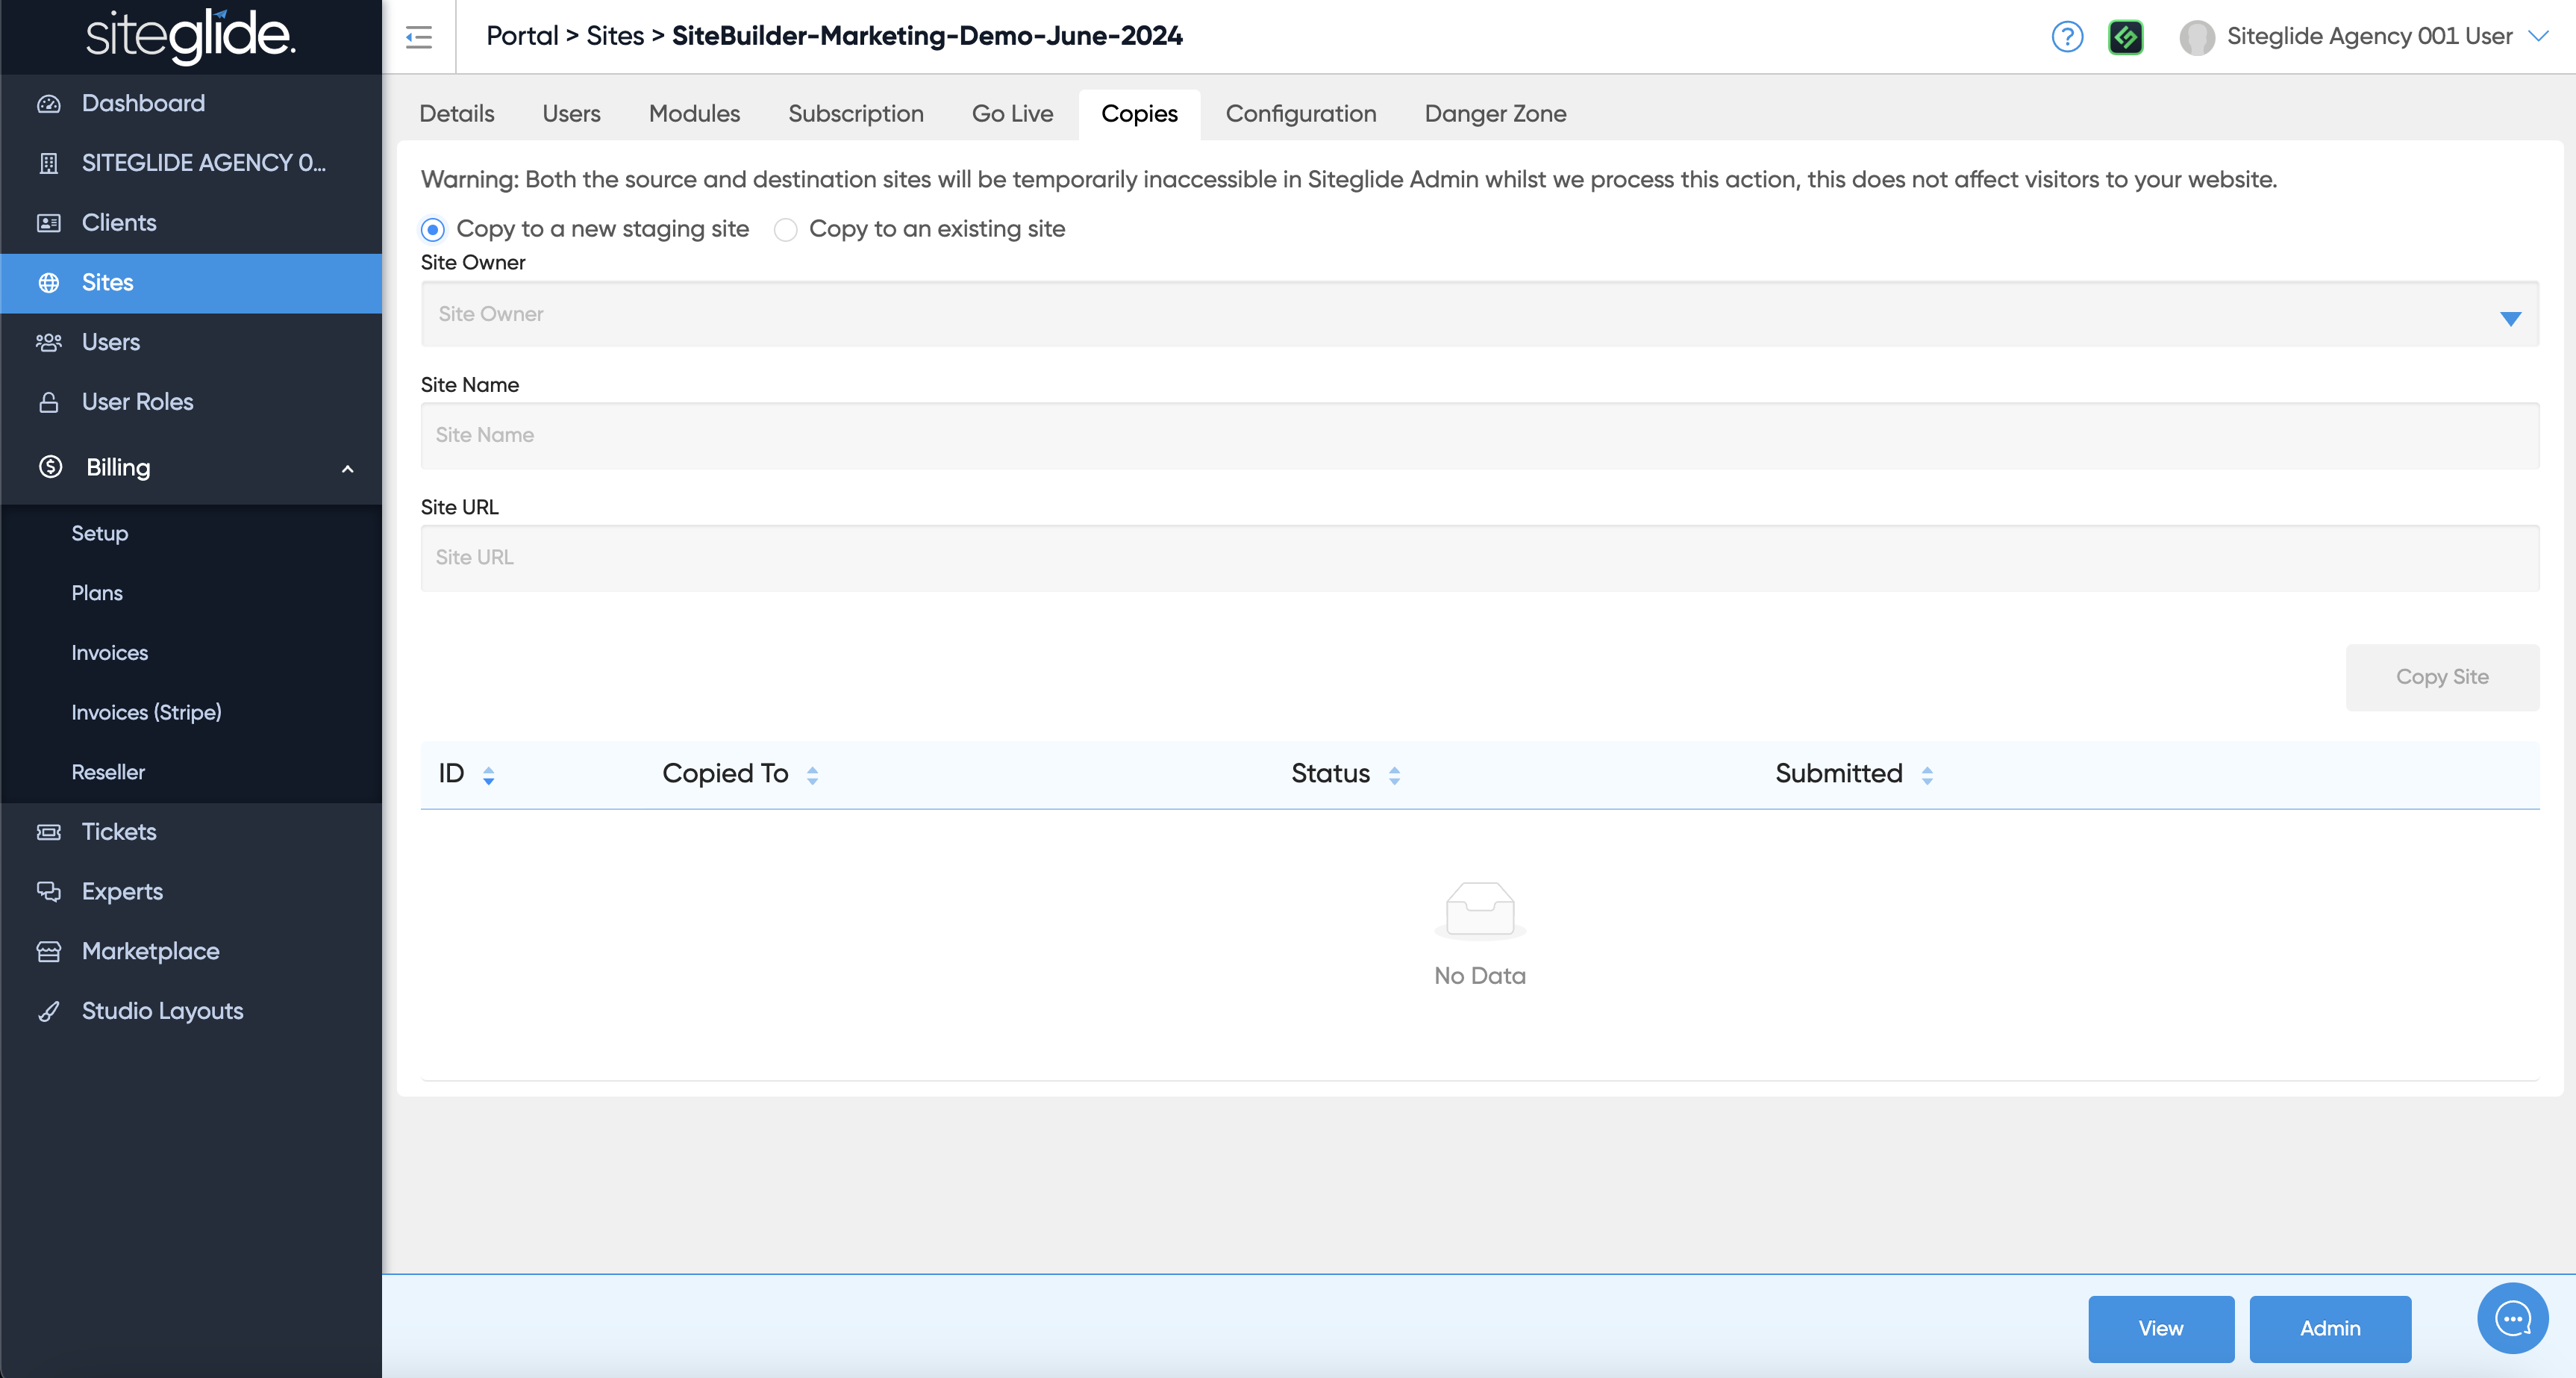 siteglide.
Portal > Sites > SiteBuilder-Marketing-Demo-June-2024
?
Siteglide Agency 001 User
Dashboard
SITEGLIDE AGENCY 0...
Clients
Sites
Users
User Roles
Billing
Setup
Plans
Invoices
Invoices (Stripe)
Reseller
Tickets
Experts
Marketplace
Studio Layouts
Details Users Modules Subscription Go Live Copies Configuration Danger Zone
Warning: Both the source and destination sites will be temporarily inaccessible in Siteglide Admin whilst we process this action, this does not affect visitors to your website.
Copy to a new staging site Copy to an existing site
Site Owner
Site Owner
Site Name
Site Name
Site URL
Site URL
Copy Site
ID Copied To Status Submitted
No Data
View Admin